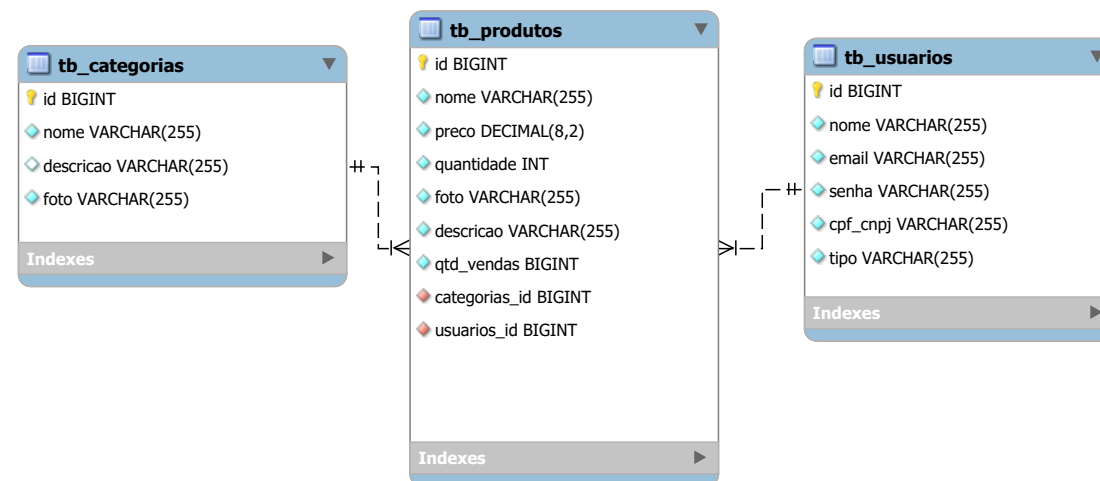 tb_categorias
id BIGINT
nome VARCHAR(255)
descricao VARCHAR(255)
foto VARCHAR(255)
Indexes
tb_produtos
id BIGINT
nome VARCHAR(255)
preco DECIMAL(8,2)
quantidade INT
foto VARCHAR(255)
descricao VARCHAR(255)
qtd_vendas BIGINT
categorias_id BIGINT
usuarios_id BIGINT
Indexes
tb_usuarios
id BIGINT
nome VARCHAR(255)
email VARCHAR(255)
senha VARCHAR(255)
cpf_cnpj VARCHAR(255)
tipo VARCHAR(255)
Indexes